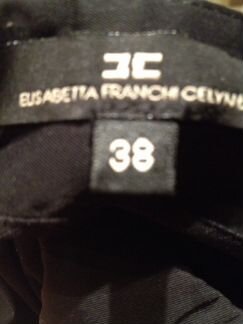 ELISABETTA FRANCHI CELYN
38